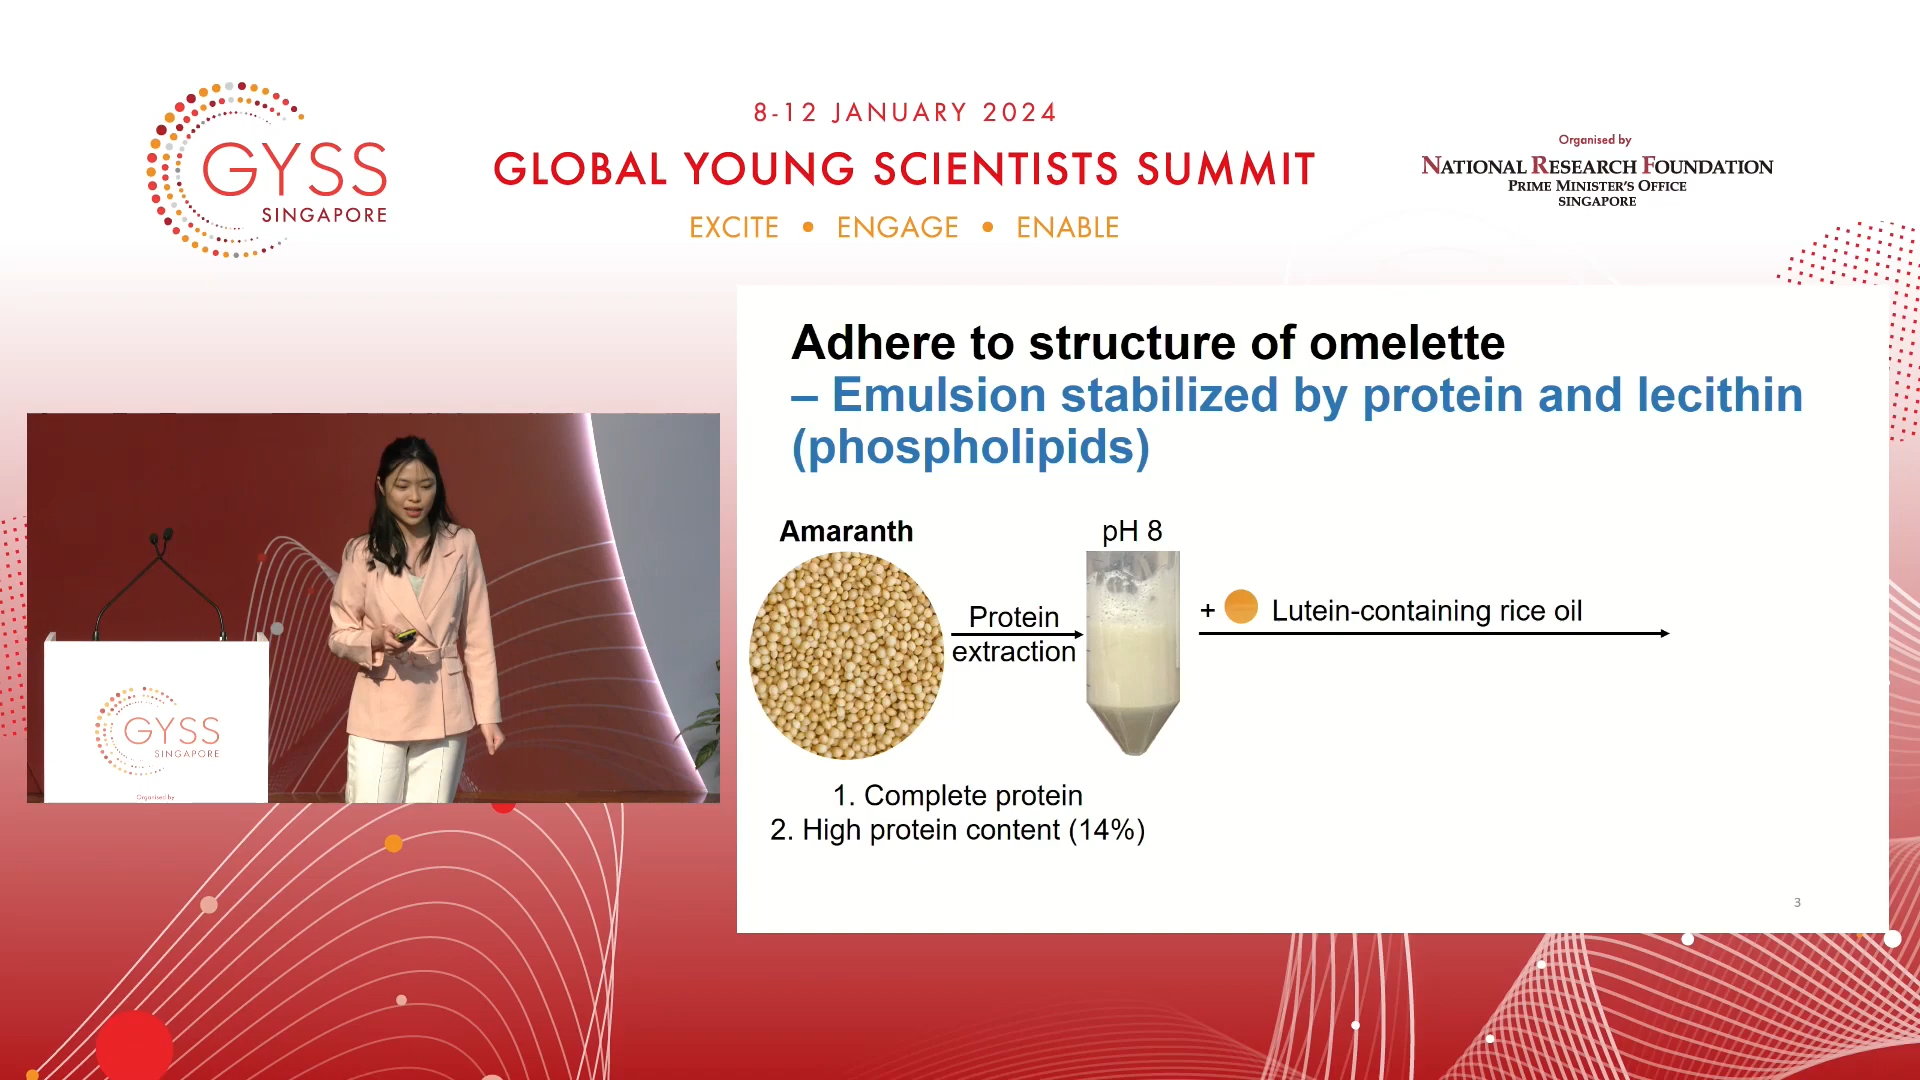 GYSS
SINGAPORE
8-12 JANUARY 2024
GLOBAL YOUNG SCIENTISTS SUMMIT
EXCITE • ENGAGE • ENABLE
Organised by
NATIONAL RESEARCH FOUNDATION
PRIME MINISTER'S OFFICE
SINGAPORE
Adhere to structure of omelette
– Emulsion stabilized by protein and lecithin
(phospholipids)
Amaranth
pH 8
Protein
extraction
+ Lutein-containing rice oil
1. Complete protein
2. High protein content (14%)
3
GYSS
SINGAPORE
Organised by